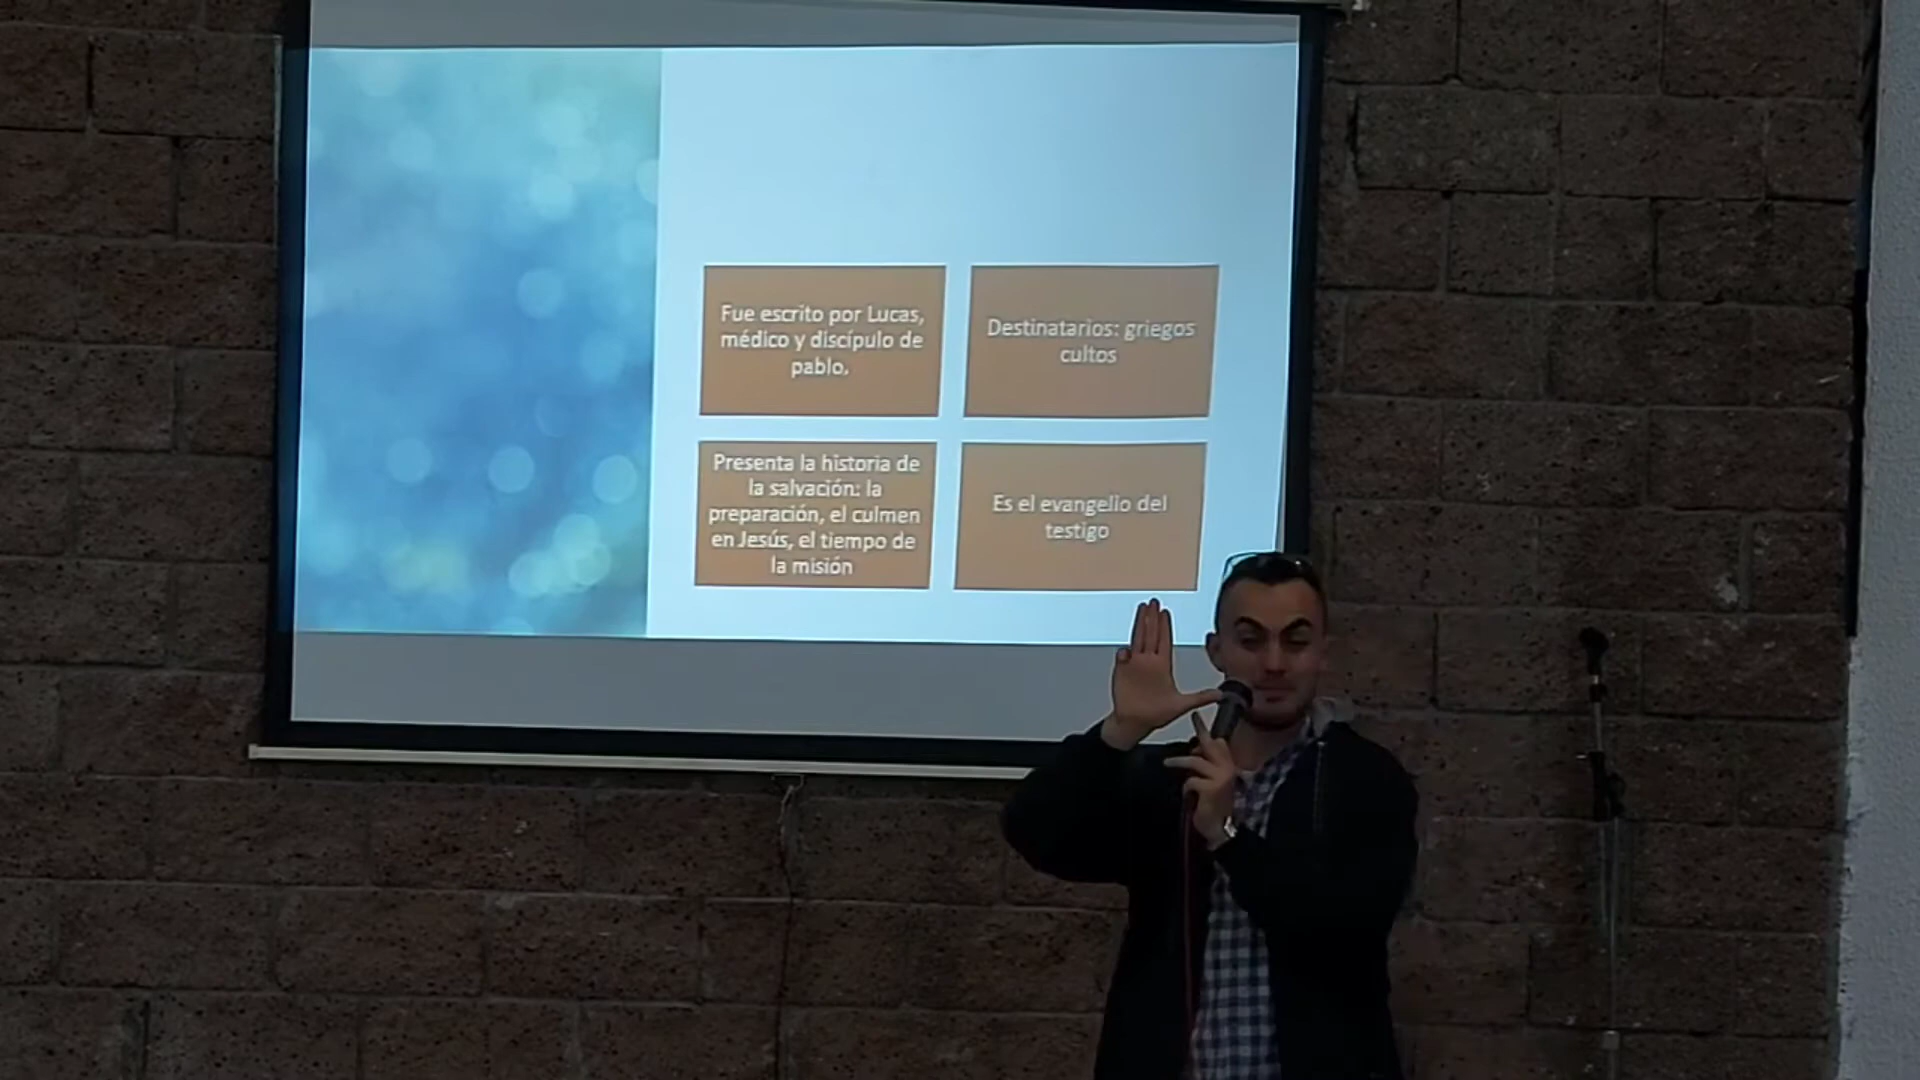 Fue escrito por Lucas,
médico y discípulo de
pablo.
Destinatarios: griegos
cultos
Presenta la historia de
la salvación: la
preparación, el culmen
en Jesús, el tiempo de
la misión
Es el evangelio del
testigo